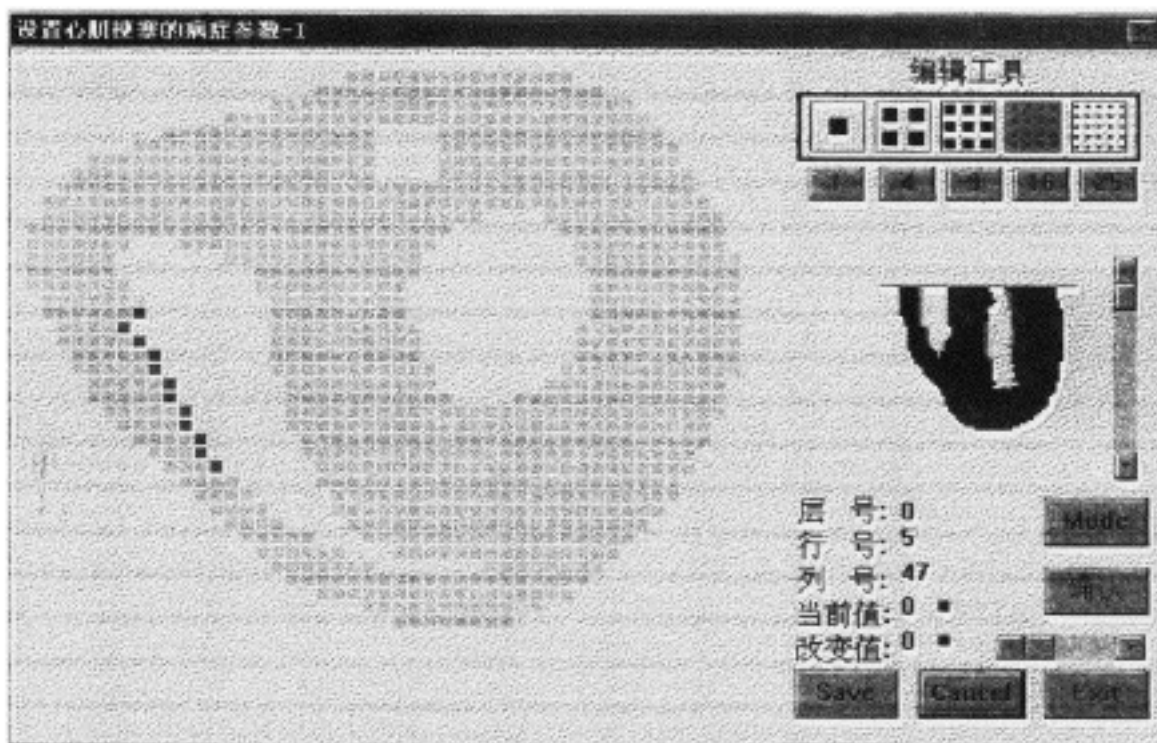 设置心肌梗塞的病症参数-I
编辑工具
1 4 9 16 25
层 号: 0
行 号: 5
列 号: 47
当前值: 0
改变值: 0
Mode
确认
Save Cancel Exit